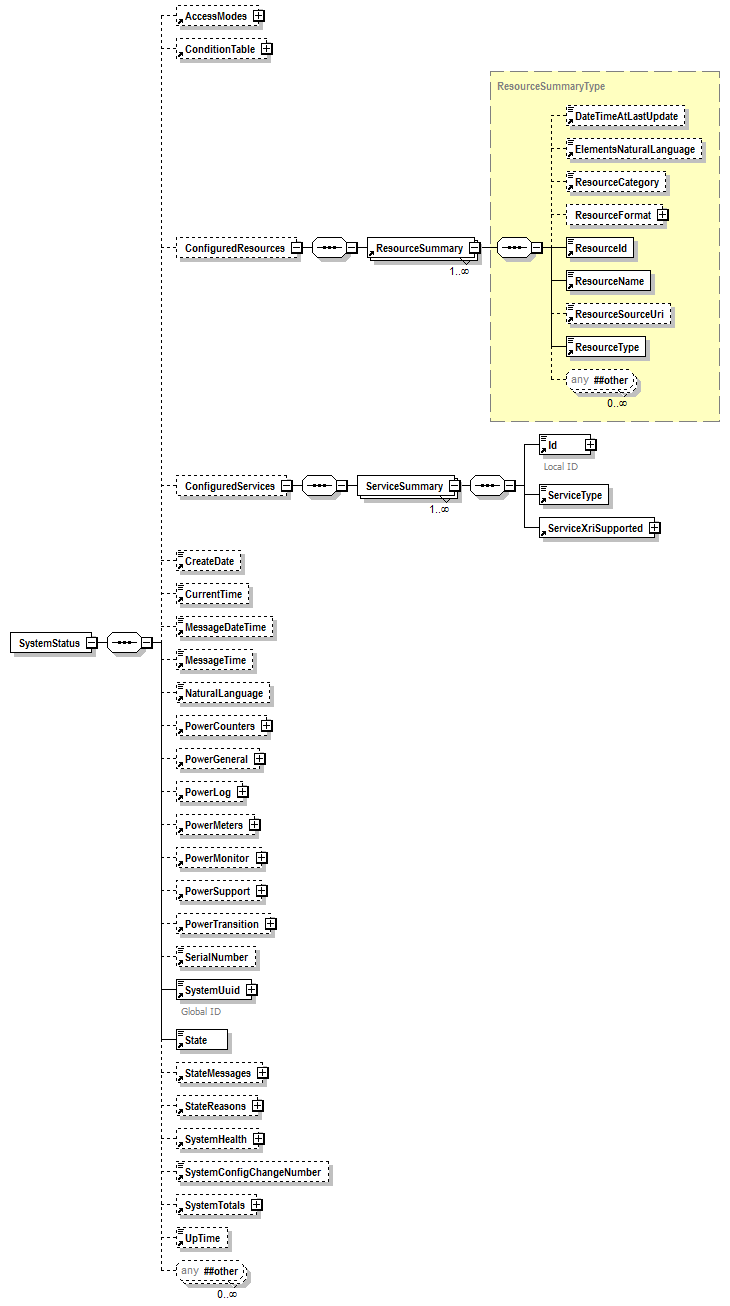 AccessModes
ConditionTable
ResourceSummaryType
DateTimeAtLastUpdate
ElementsNaturalLanguage
ResourceCategory
ResourceFormat
ConfiguredResources
ResourceSummary
1..∞
ResourceId
ResourceName
ResourceSourceUri
ResourceType
any ##other
0..∞
ConfiguredServices
ServiceSummary
1..∞
Id
Local ID
ServiceType
ServiceXriSupported
SystemStatus
CreateDate
CurrentTime
MessageDateTime
MessageTime
NaturalLanguage
PowerCounters
PowerGeneral
PowerLog
PowerMeters
PowerMonitor
PowerSupport
PowerTransition
SerialNumber
SystemUuid
Global ID
State
StateMessages
StateReasons
SystemHealth
SystemConfigChangeNumber
SystemTotals
UpTime
any ##other
0..∞